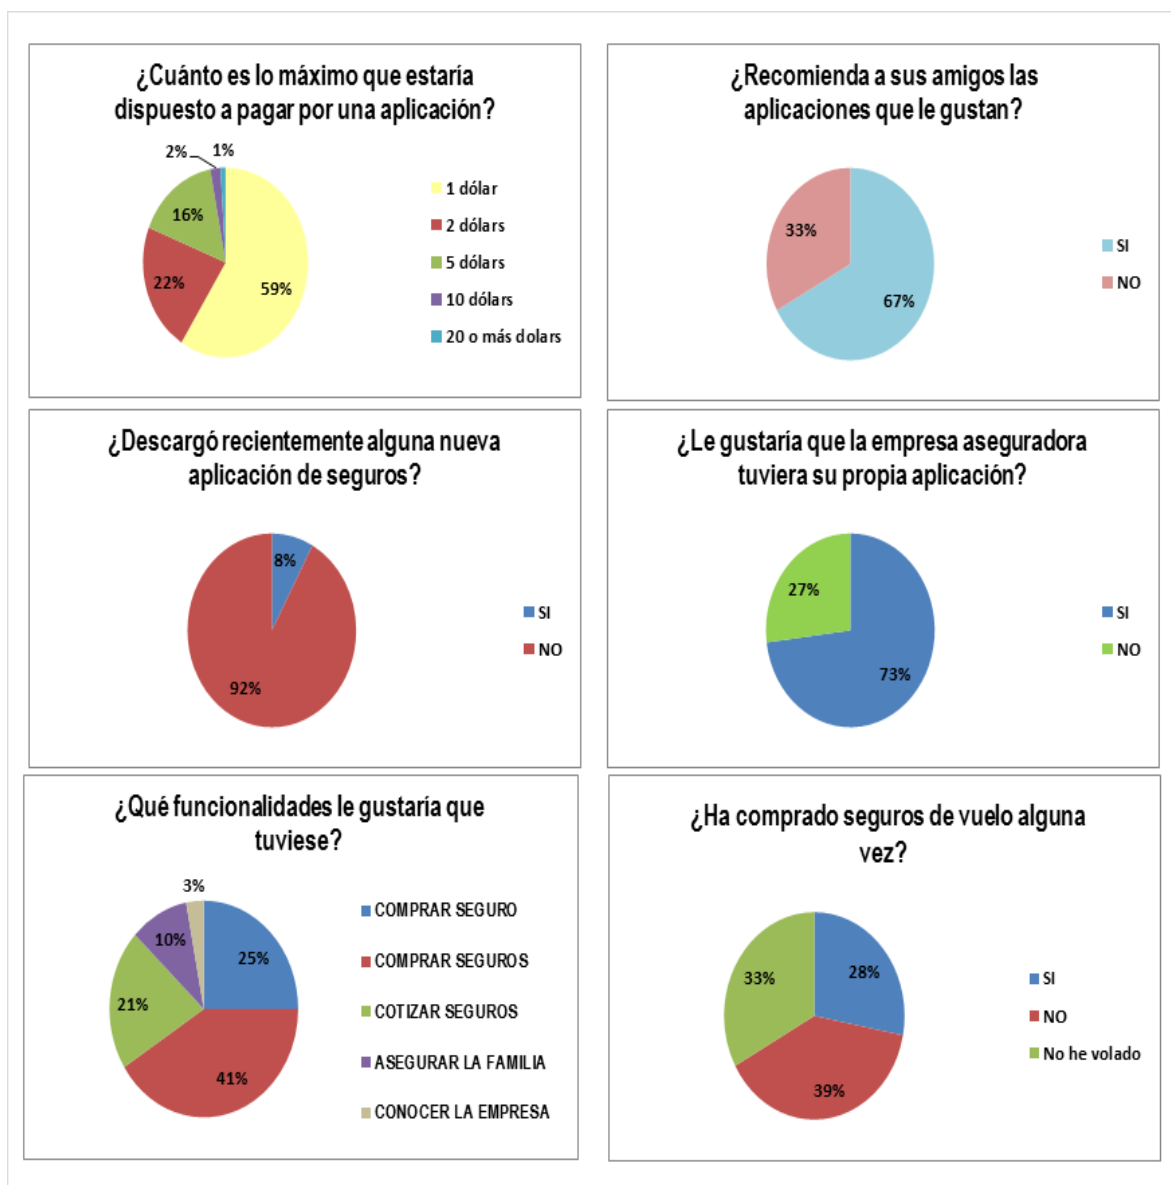 ¿Cuánto es lo máximo que estaría
dispuesto a pagar por una aplicación?
2%
1%
16%
22%
59%
1 dólar
2 dólars
5 dólars
10 dólars
20 o más dolars
¿Recomienda a sus amigos las
aplicaciones que le gustan?
33%
67%
SI
NO
¿Descargó recientemente alguna nueva
aplicación de seguros?
8%
92%
SI
NO
¿Le gustaría que la empresa aseguradora
tuviera su propia aplicación?
27%
73%
SI
NO
¿Qué funcionalidades le gustaría que
tuviese?
3%
10%
25%
21%
41%
COMPRAR SEGURO
COMPRAR SEGUROS
COTIZAR SEGUROS
ASEGURAR LA FAMILIA
CONOCER LA EMPRESA
¿Ha comprado seguros de vuelo alguna
vez?
33%
28%
39%
SI
NO
No he volado